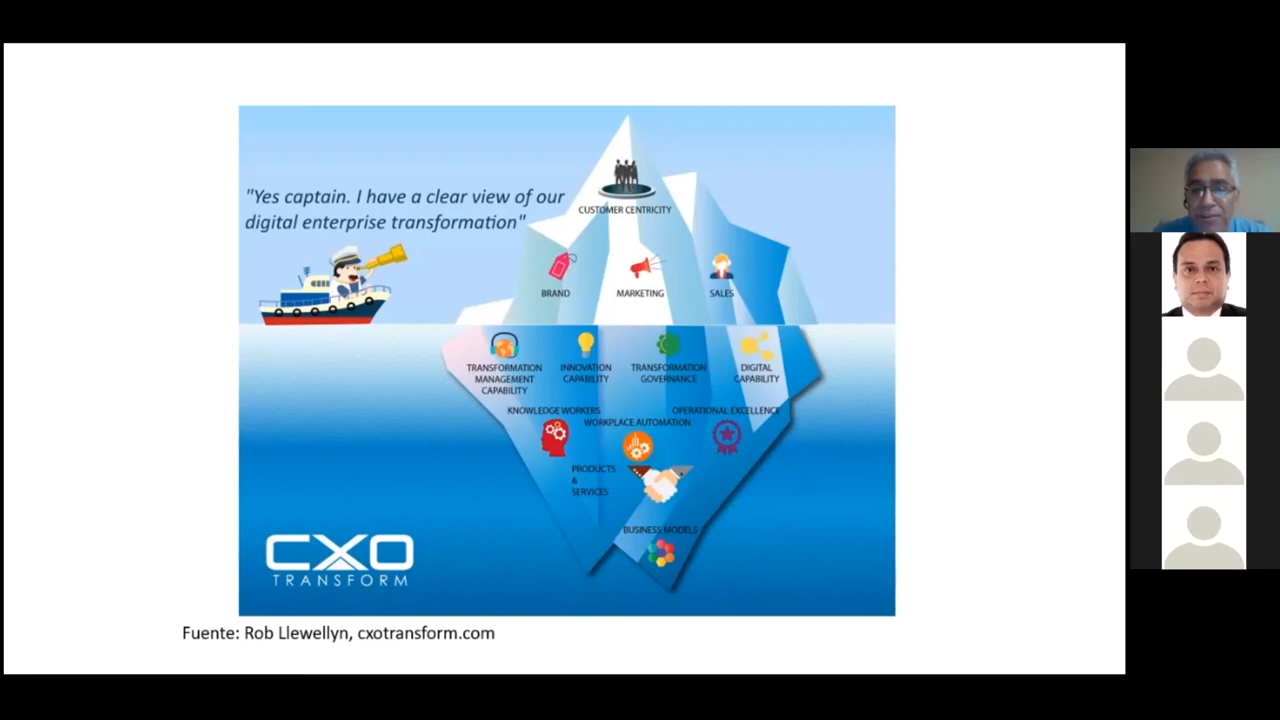 "Yes captain. I have a clear view of our
digital enterprise transformation"
CUSTOMER CENTRICITY
BRAND
MARKETING
SALES
TRANSFORMATION
MANAGEMENT
CAPABILITY
INNOVATION
CAPABILITY
TRANSFORMATION
GOVERNANCE
DIGITAL
CAPABILITY
KNOWLEDGE WORKERS
OPERATIONAL EXCELLENCE
WORKPLACE AUTOMATION
PRODUCTS
&
SERVICES
BUSINESS MODELS
CXO
TRANSFORM
Fuente: Rob Llewellyn, cxotransform.com